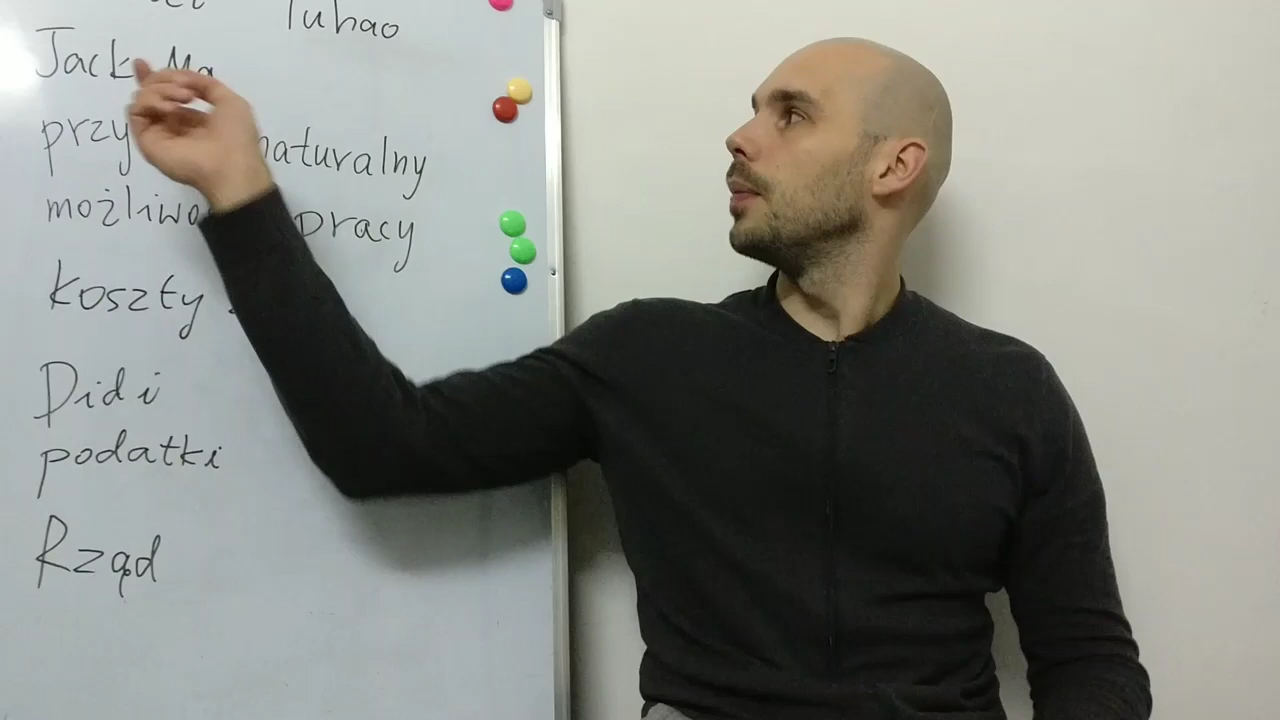 Tuhao
Jack Ma
przy naturalny
możliwo pracy
Koszty
Didi
podatki
Rząd